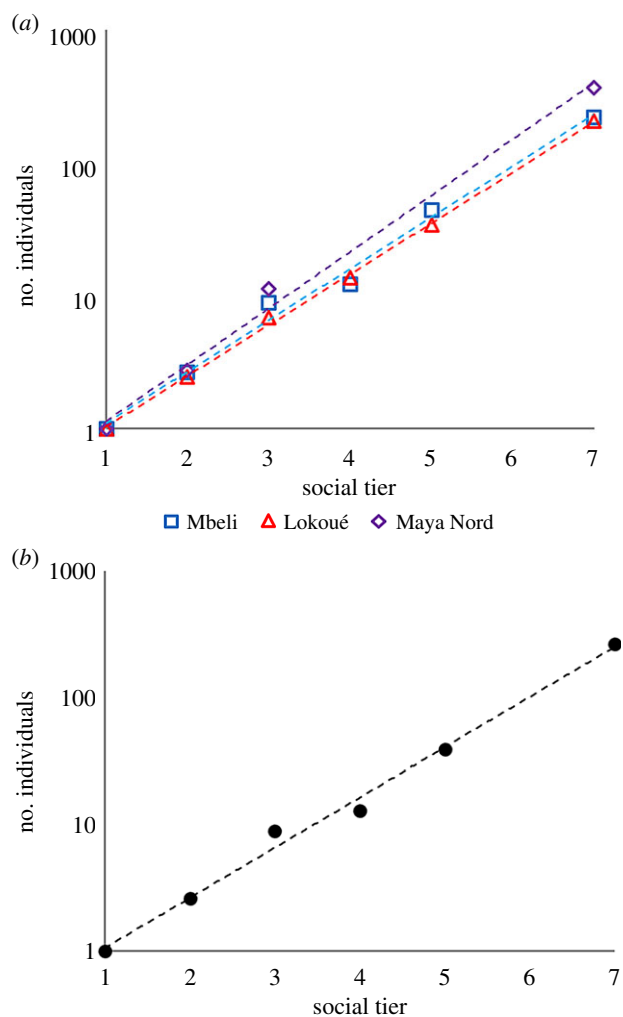 (a)
1000
100
10
1
no. individuals
1 2 3 4 5 6 7
social tier
Mbeli Lokoué Maya Nord
(b)
1000
100
10
1
no. individuals
1 2 3 4 5 6 7
social tier